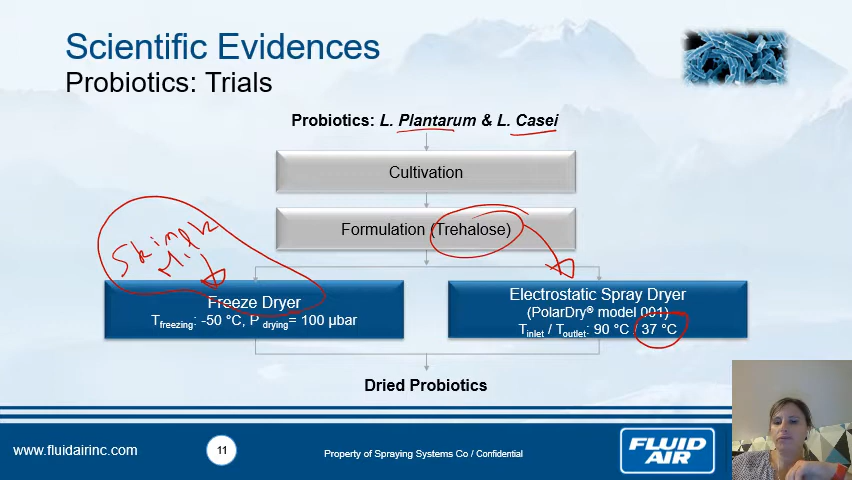 Scientific Evidences
Probiotics: Trials
Probiotics: L. Plantarum & L. Casei
Cultivation
Formulation (Trehalose)
Skim
Milk
Freeze Dryer
Tfreezing: -50 °C, P drying= 100 µbar
Electrostatic Spray Dryer
(PolarDry® model 001)
Tinlet / Toutlet: 90 °C / 37 °C
Dried Probiotics
www.fluidairinc.com
11
Property of Spraying Systems Co / Confidential
FLUID
AIR